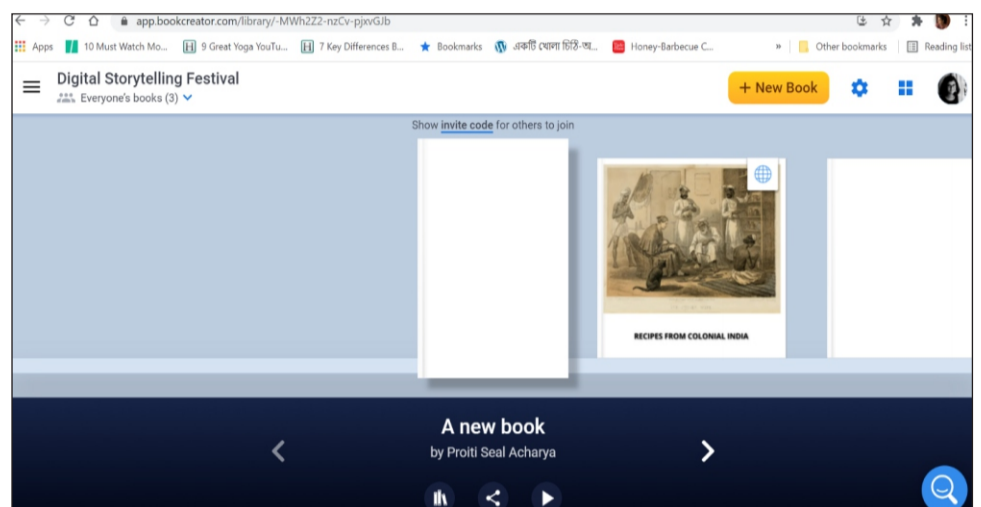 app.bookcreator.com/library/-MWh2Z2-nzCv-pjxvGJb
Apps 10 Must Watch Mo... 9 Great Yoga YouTu... 7 Key Differences B... Bookmarks একটি খোলা চিঠি-অ... Honey-Barbecue C... » Other bookmarks Reading list
Digital Storytelling Festival
Everyone's books (3)
+ New Book
Show invite code for others to join
RECIPES FROM COLONIAL INDIA
A new book
by Proiti Seal Acharya